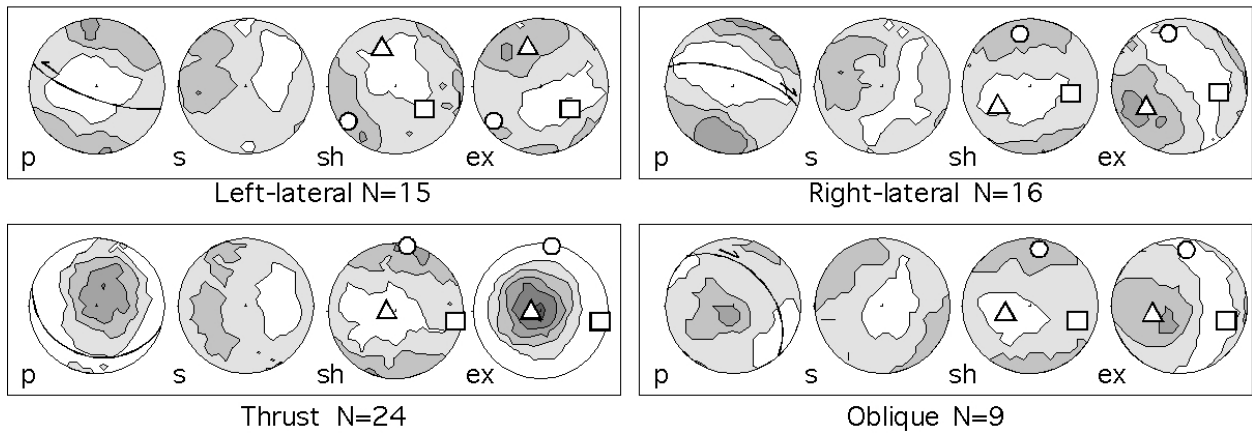 p s sh ex
Left-lateral N=15
p s sh ex
Right-lateral N=16
p s sh ex
Thrust N=24
p s sh ex
Oblique N=9